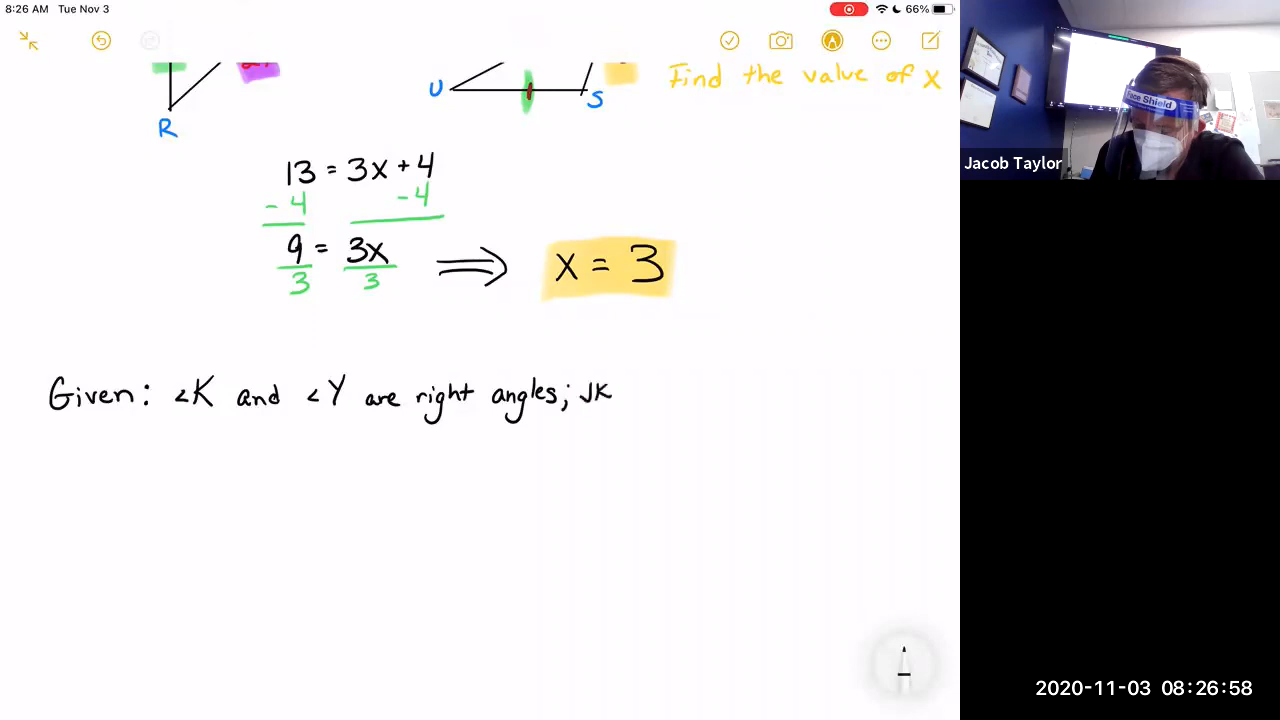 8:26 AM Tue Nov 3
66%
Find the value of x
U
S
R
13 = 3x + 4
- 4 - 4
9 = 3x
3 3
x = 3
Given: ∠K and ∠Y are right angles; JK
Face Shield
Jacob Taylor
2020-11-03 08:26:58